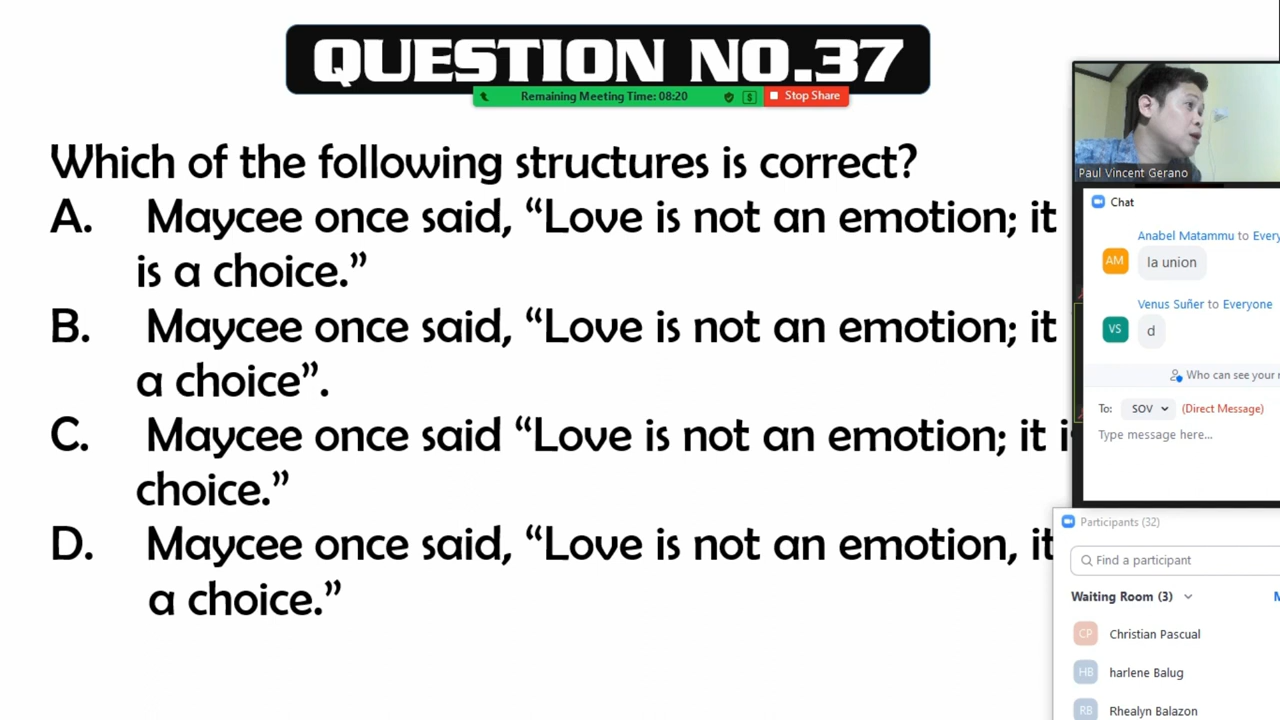 QUESTION NO.37
Remaining Meeting Time: 08:20
Stop Share
Which of the following structures is correct?
A. Maycee once said, “Love is not an emotion; it
is a choice.”
B. Maycee once said, “Love is not an emotion; it
a choice”.
C. Maycee once said “Love is not an emotion; it
choice.”
D. Maycee once said, “Love is not an emotion, it
a choice.”
Paul Vincent Gerano
Chat
Anabel Matammu to
AM
la union
Venus Suñer to Everyone
VS
d
Who can see your
To: SOV (Direct Message)
Type message here...
Participants (32)
Find a participant
Waiting Room (3)
CP Christian Pascual
HB harlene Balug
RB Rhealyn Balazon